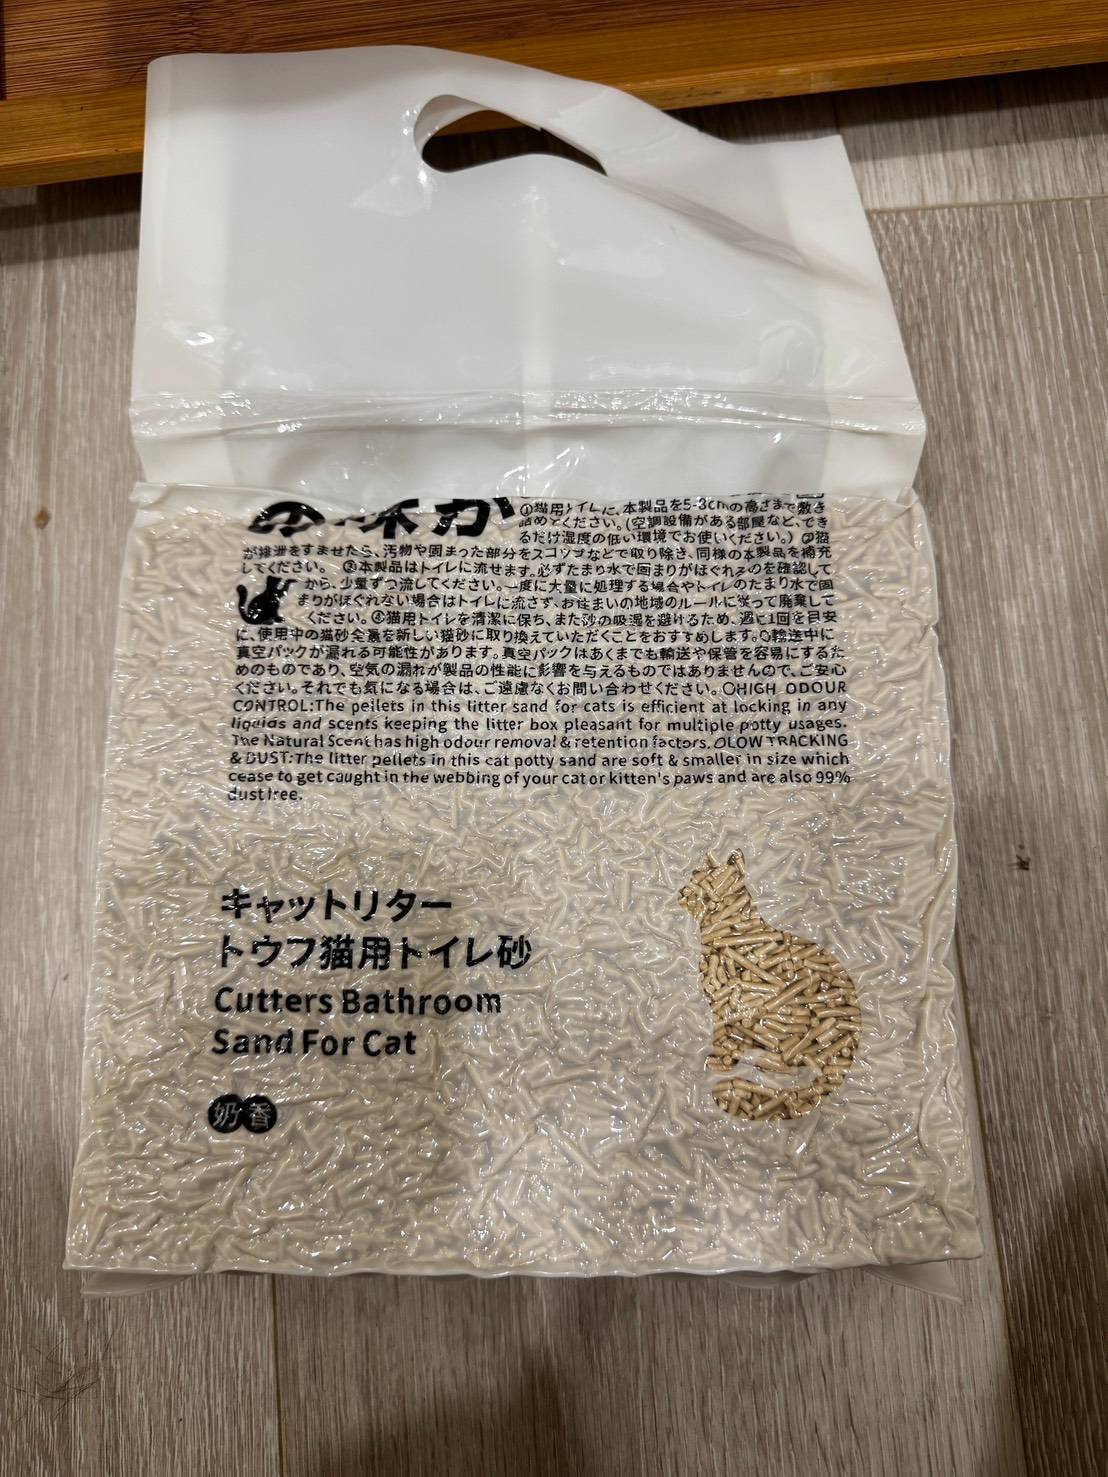 の味か
①猫用トイレに、本製品を5-3cmの高さまで敷き
詰めてください。(空調設備がある部屋など、でき
るだけ湿度の低い環境でお使いください。) ②猫
が排泄をすませたら、汚物や固まった部分をスコップなどで取り除き、同様の本製品を補充
してください。 ③本製品はトイレに流せます。必ずたまり水で固まりがほぐれるのを確認して
から、少量ずつ流してください。一度に大量に処理する場合やトイレのたまり水で固
まりがほぐれない場合はトイレに流さず、お住まいの地域のルールに従って廃棄して
ください。④猫用トイレを清潔に保ち、また砂の吸湿を避けるため、週に1回を目安
に、使用中の猫砂全裏を新しい猫砂に取り換えていただくことをおすすめします。○輸送中に
真空パックが漏れる可能性があります。真空パックはあくまでも輸送や保管を容易にするた
めのものであり、空気の漏れが製品の性能に影響を与えるものではありませんので、ご安心
ください。それでも気になる場合は、ご遠慮なくお問い合わせください。○HIGH ODOUR
CONTROL:The pellets in this litter sand for cats is efficient at locking in any
liquids and scents keeping the litter box pleasant for multiple potty usages.
The Natural Scent has high odour removal & retention factors.○LOW TRACKING
& DUST:The litter pellets in this cat potty sand are soft & smaller in size which
cease to get caught in the webbing of your cat or kitten's paws and are also 99%
dust free.
キャットリター
トウフ猫用トイレ砂
Cutters Bathroom
Sand For Cat
奶香